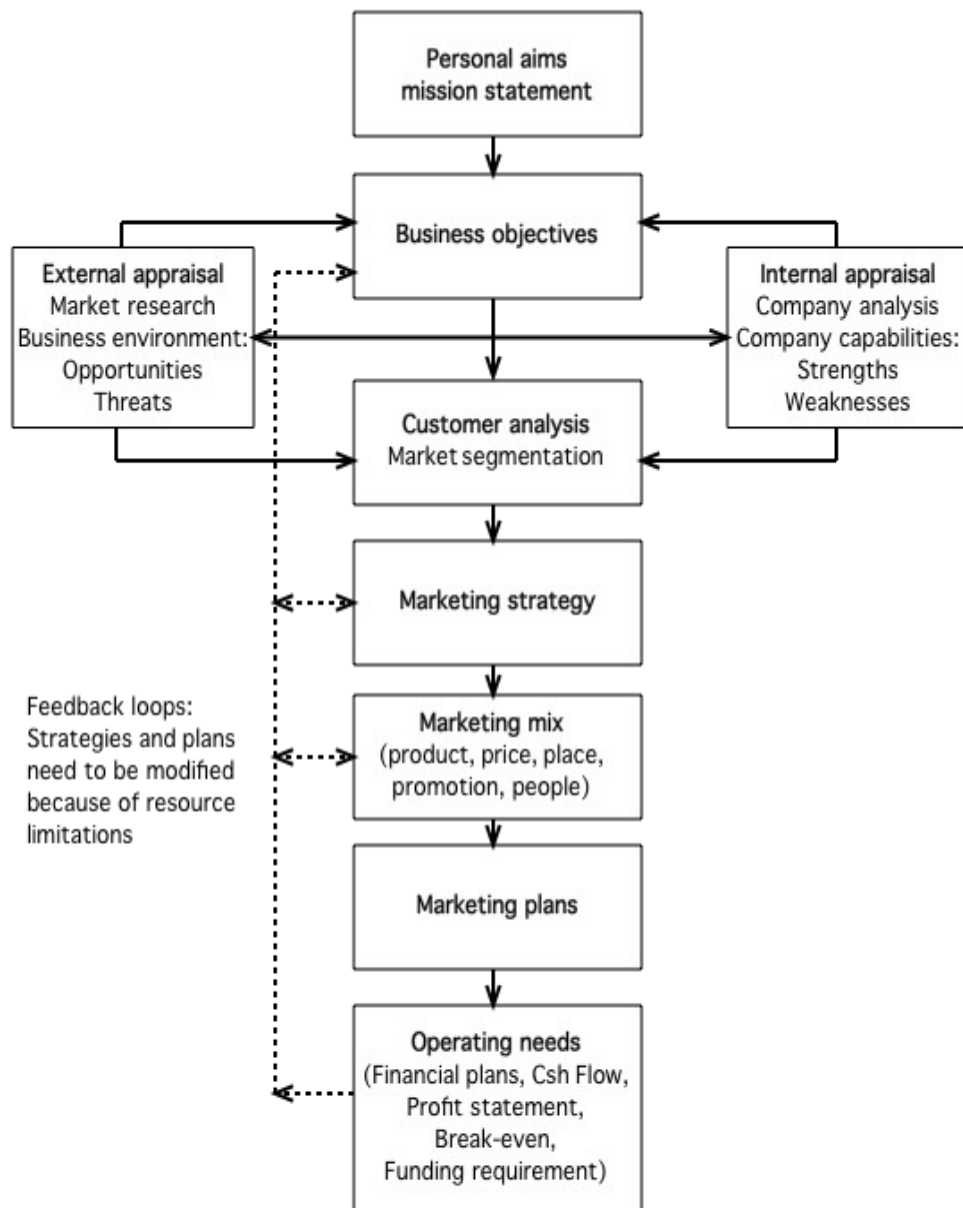 Personal aims
mission statement
Business objectives
External appraisal
Market research
Business environment:
Opportunities
Threats
Internal appraisal
Company analysis
Company capabilities:
Strengths
Weaknesses
Customer analysis
Market segmentation
Marketing strategy
Feedback loops:
Strategies and plans
need to be modified
because of resource
limitations
Marketing mix
(product, price, place,
promotion, people)
Marketing plans
Operating needs
(Financial plans, Csh Flow,
Profit statement,
Break-even,
Funding requirement)